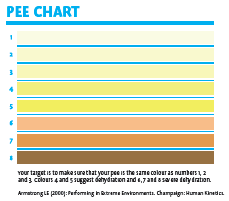 PEE CHART
1
2
3
4
5
6
7
8
Your target is to make sure that your pee is the same colour as numbers 1, 2
and 3. Colours 4 and 5 suggest dehydration and 6, 7 and 8 severe dehydration.
Armstrong LE (2000): Performing in Extreme Environments. Champaign: Human Kinetics.